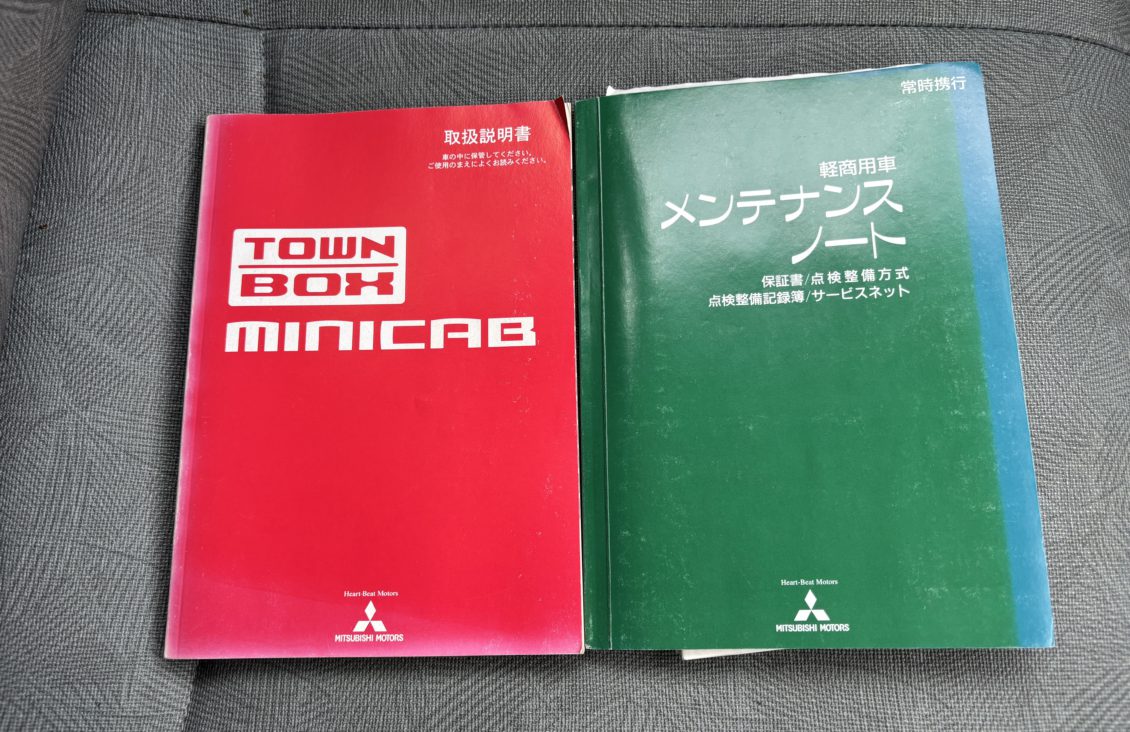 取扱説明書
車の中に保管してください。
ご使用のまえによくお読みください。
TOWN
BOX
MINICAB
Heart-Beat Motors
MITSUBISHI MOTORS
常時携行
軽商用車
メンテナンス
ノート
保証書/点検整備方式
点検整備記録簿/サービスネット
Heart-Beat Motors
MITSUBISHI MOTORS